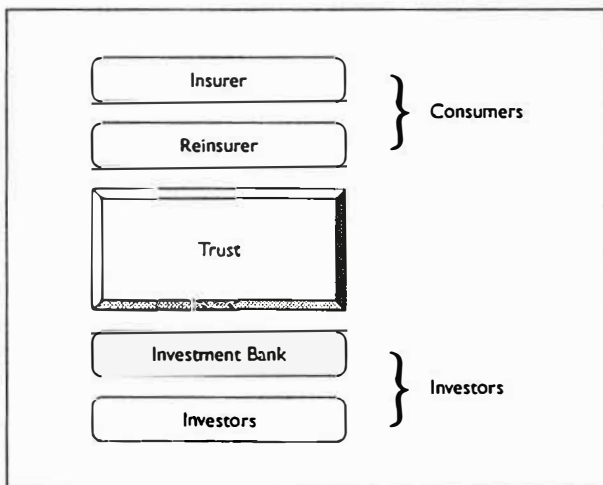 Insurer
Consumers
Reinsurer
Trust
Investment Bank
Investors
Investors